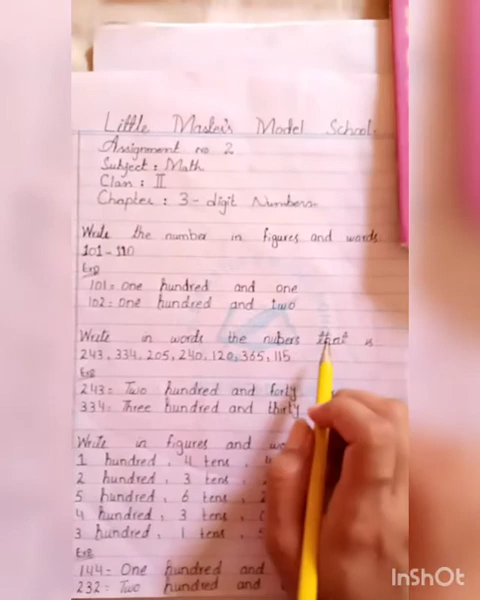 Little Master's Model School
Assignment no 2
Subject : Math
Class : II
Chapter : 3 - digit Numbers
Write the number in figures and words
101 - 110
Exp
101 = One hundred and one
102 = One hundred and two
Write in words the nubers that is
243, 334, 205, 240, 120, 365, 115
Exp
243 = Two hundred and forty
334 = Three hundred and thirty
Write in figures and
1 hundred, 4 tens,
2 hundred, 3 tens,
5 hundred, 6 tens,
4 hundred, 3 tens,
3 hundred, 1 tens,
Exp
144 = One hundred and
232 = Two hundred and
InShOt